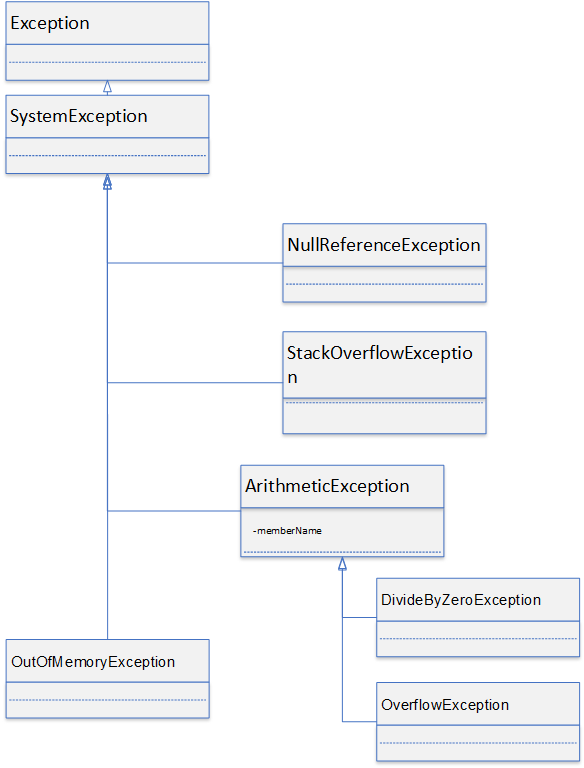 Exception
SystemException
NullReferenceException
StackOverflowExceptio
n
ArithmeticException
-memberName
DivideByZeroException
OutOfMemoryException
OverflowException